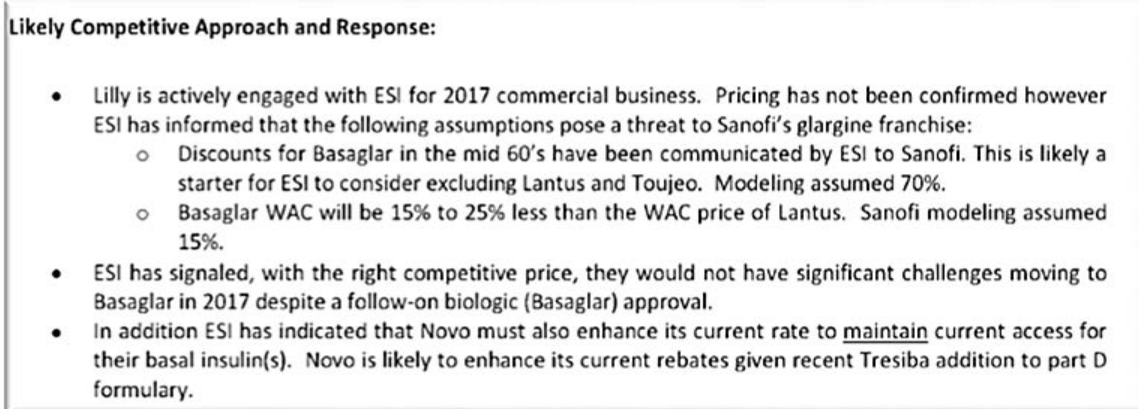 Likely Competitive Approach and Response:
• Lilly is actively engaged with ESI for 2017 commercial business. Pricing has not been confirmed however
ESI has informed that the following assumptions pose a threat to Sanofi's glargine franchise:
o Discounts for Basaglar in the mid 60's have been communicated by ESI to Sanofi. This is likely a
starter for ESI to consider excluding Lantus and Toujeo. Modeling assumed 70%.
o Basaglar WAC will be 15% to 25% less than the WAC price of Lantus. Sanofi modeling assumed
15%.
• ESI has signaled, with the right competitive price, they would not have significant challenges moving to
Basaglar in 2017 despite a follow-on biologic (Basaglar) approval.
• In addition ESI has indicated that Novo must also enhance its current rate to maintain current access for
their basal insulin(s). Novo is likely to enhance its current rebates given recent Tresiba addition to part D
formulary.